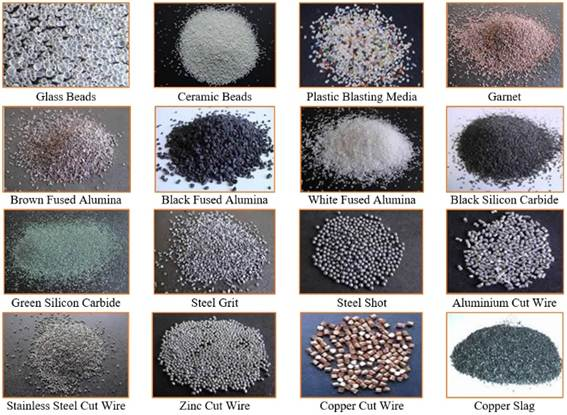 Glass Beads
Ceramic Beads
Plastic Blasting Media
Garnet
Brown Fused Alumina
Black Fused Alumina
White Fused Alumina
Black Silicon Carbide
Green Silicon Carbide
Steel Grit
Steel Shot
Aluminium Cut Wire
Stainless Steel Cut Wire
Zinc Cut Wire
Copper Cut Wire
Copper Slag